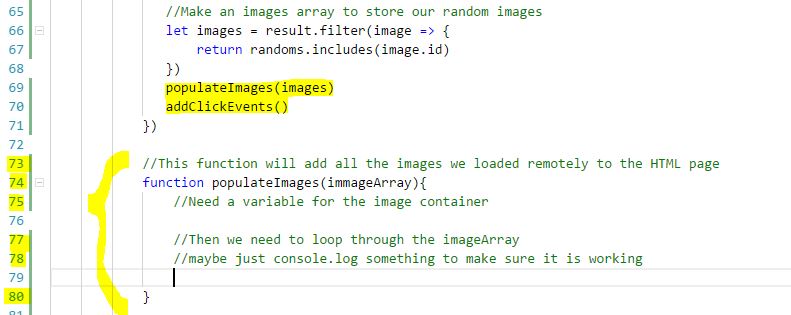 65 //Make an images array to store our random images
66 let images = result.filter(image => {
67 return randoms.includes(image.id)
68 })
69 populateImages(images)
70 addClickEvents()
71 })
72
73 //This function will add all the images we loaded remotely to the HTML page
74 function populateImages(immageArray){
75 //Need a variable for the image container
76
77 //Then we need to loop through the imageArray
78 //maybe just console.log something to make sure it is working
79
80 }
81